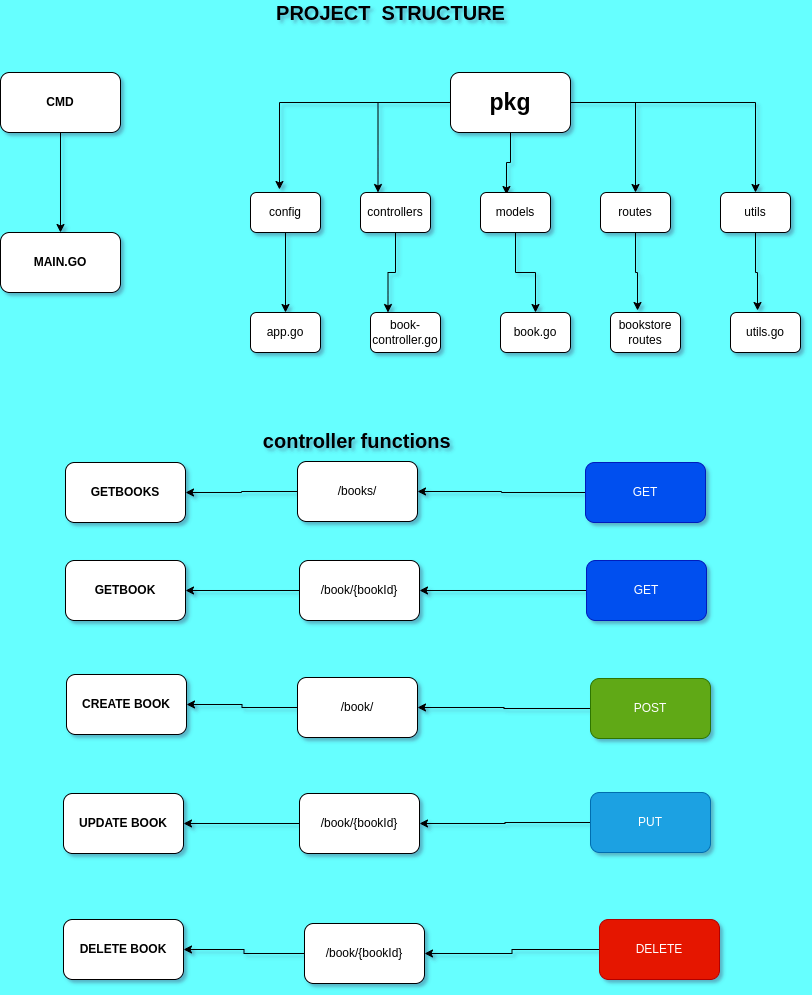 PROJECT  STRUCTURE
CMD
pkg
config
controllers
models
routes
utils
MAIN.GO
app.go
book-
controller.go
book.go
bookstore
routes
utils.go
controller functions
GETBOOKS
/books/
GET
GETBOOK
/book/{bookId}
GET
CREATE BOOK
/book/
POST
UPDATE BOOK
/book/{bookId}
PUT
DELETE BOOK
/book/{bookId}
DELETE